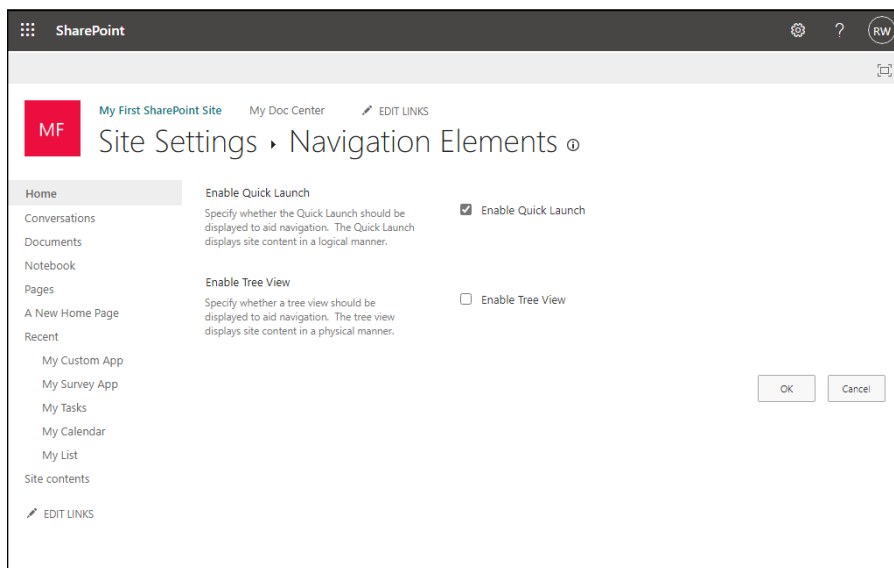 SharePoint
?
RW
MF
My First SharePoint Site My Doc Center EDIT LINKS
Site Settings ▸ Navigation Elements
Home
Conversations
Documents
Notebook
Pages
A New Home Page
Recent
My Custom App
My Survey App
My Tasks
My Calendar
My List
Site contents
EDIT LINKS
Enable Quick Launch
Specify whether the Quick Launch should be
displayed to aid navigation. The Quick Launch
displays site content in a logical manner.
Enable Quick Launch
Enable Tree View
Specify whether a tree view should be
displayed to aid navigation. The tree view
displays site content in a physical manner.
Enable Tree View
OK
Cancel